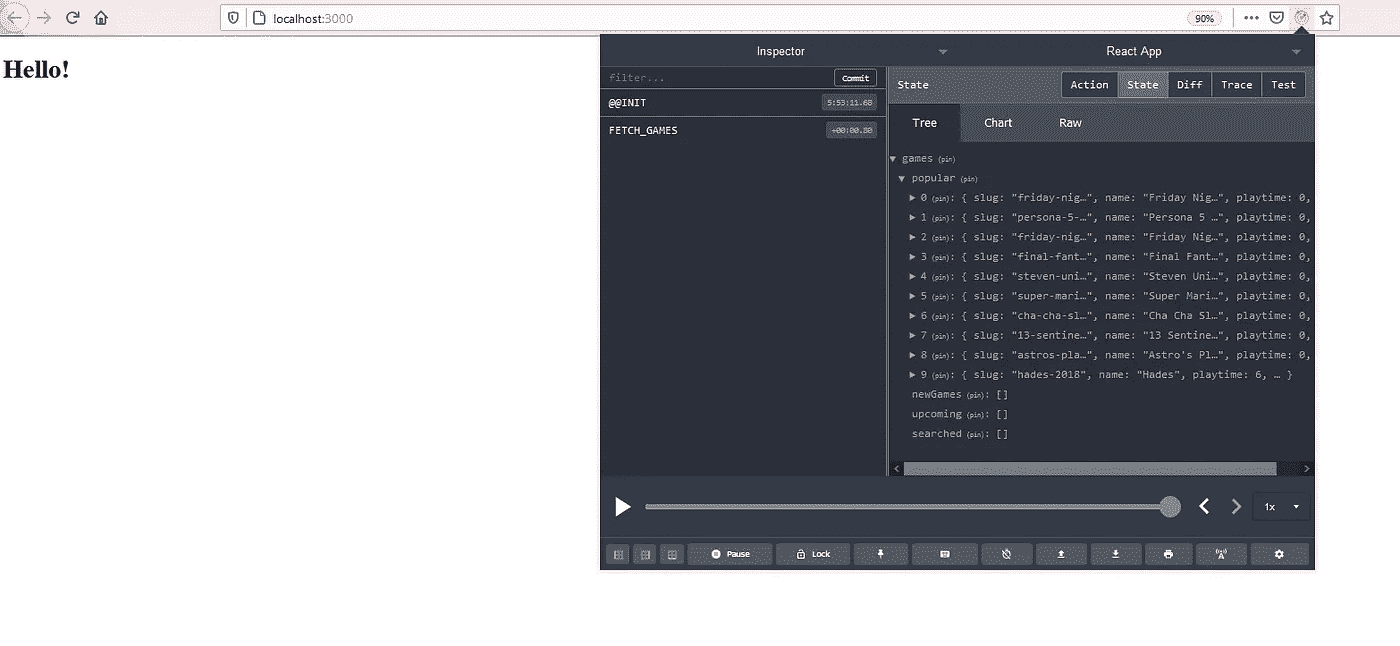 localhost:3000
90%
Hello!
Inspector
React App
filter...
Commit
@@INIT
5:53:11.68
FETCH_GAMES
+00:00.80
State
Action
State
Diff
Trace
Test
Tree
Chart
Raw
games (pin)
popular (pin)
0 (pin): { slug: "friday-nig…", name: "Friday Nig…", playtime: 0,
1 (pin): { slug: "persona-5-…", name: "Persona 5 …", playtime: 0,
2 (pin): { slug: "friday-nig…", name: "Friday Nig…", playtime: 0,
3 (pin): { slug: "final-fant…", name: "Final Fant…", playtime: 0,
4 (pin): { slug: "steven-uni…", name: "Steven Uni…", playtime: 0,
5 (pin): { slug: "super-mari…", name: "Super Mari…", playtime: 0,
6 (pin): { slug: "cha-cha-sl…", name: "Cha Cha Sl…", playtime: 0,
7 (pin): { slug: "13-sentine…", name: "13 Sentine…", playtime: 0,
8 (pin): { slug: "astros-pla…", name: "Astro's Pl…", playtime: 0,
9 (pin): { slug: "hades-2018", name: "Hades", playtime: 6, … }
newGames (pin): []
upcoming (pin): []
searched (pin): []
1x
Pause
Lock